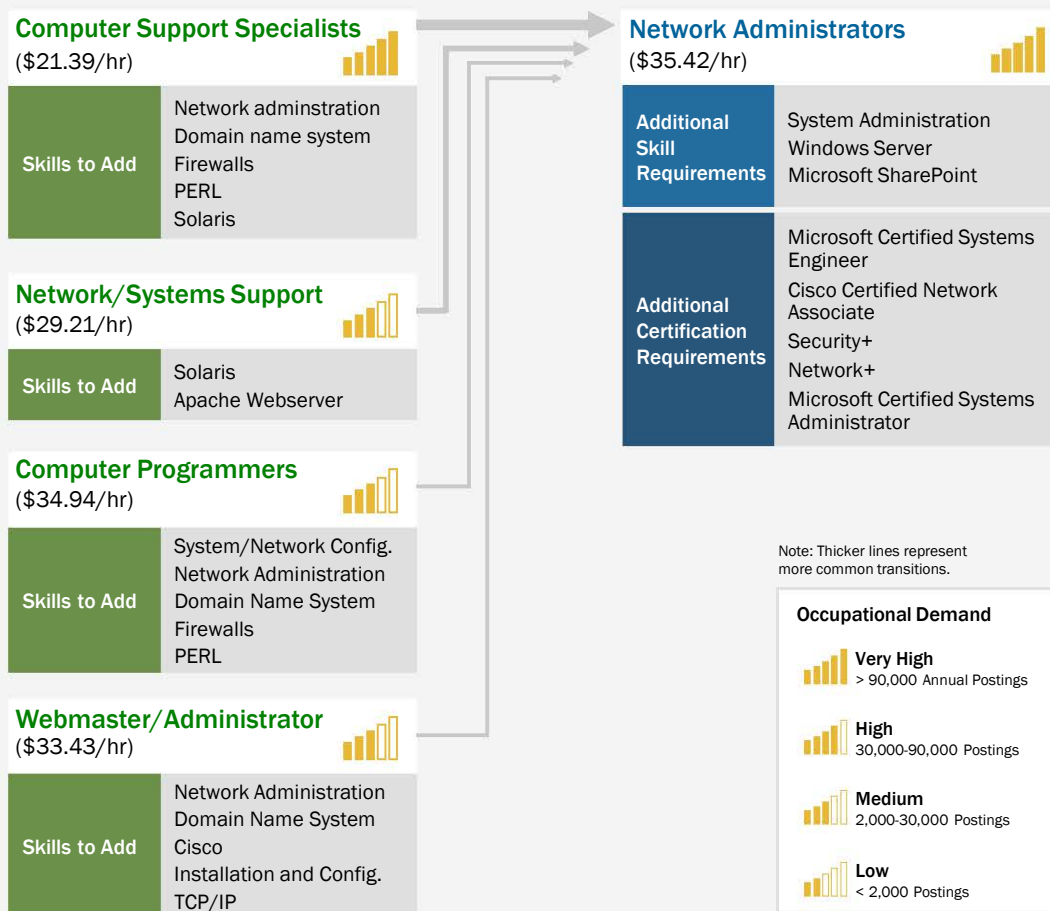 Computer Support Specialists
($21.39/hr)
Skills to Add
Network adminstration
Domain name system
Firewalls
PERL
Solaris
Network/Systems Support
($29.21/hr)
Skills to Add
Solaris
Apache Webserver
Computer Programmers
($34.94/hr)
Skills to Add
System/Network Config.
Network Administration
Domain Name System
Firewalls
PERL
Webmaster/Administrator
($33.43/hr)
Skills to Add
Network Administration
Domain Name System
Cisco
Installation and Config.
TCP/IP
Network Administrators
($35.42/hr)
Additional
Skill
Requirements
System Administration
Windows Server
Microsoft SharePoint
Additional
Certification
Requirements
Microsoft Certified Systems
Engineer
Cisco Certified Network
Associate
Security+
Network+
Microsoft Certified Systems
Administrator
Note: Thicker lines represent
more common transitions.
Occupational Demand
Very High
> 90,000 Annual Postings
High
30,000-90,000 Postings
Medium
2,000-30,000 Postings
Low
< 2,000 Postings